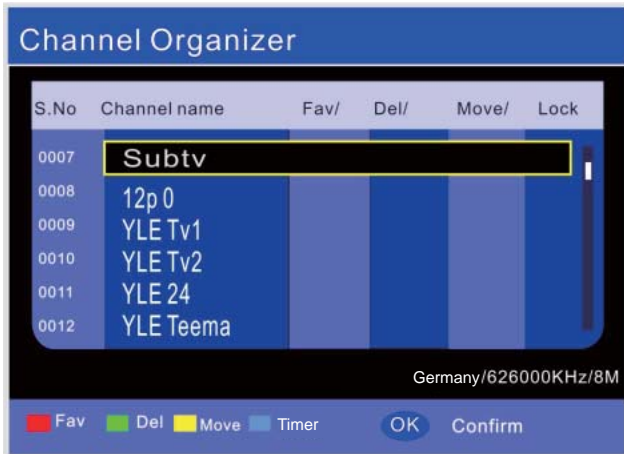 Channel Organizer
S.No Channel name Fav/ Del/ Move/ Lock
0007 Subtv
0008 12p 0
0009 YLE Tv1
0010 YLE Tv2
0011 YLE 24
0012 YLE Teema
Germany/626000KHz/8M
Fav Del Move Timer OK Confirm